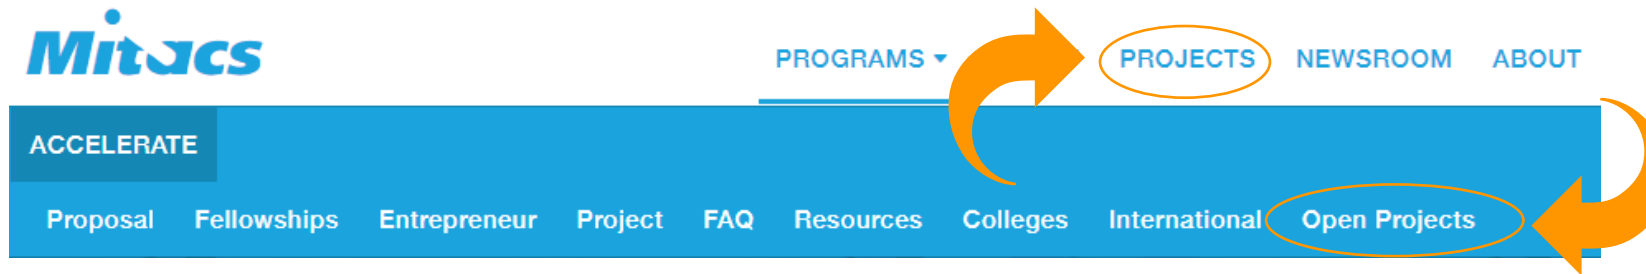 Mitacs
PROGRAMS PROJECTS NEWSROOM ABOUT
ACCELERATE
Proposal Fellowships Entrepreneur Project FAQ Resources Colleges International Open Projects